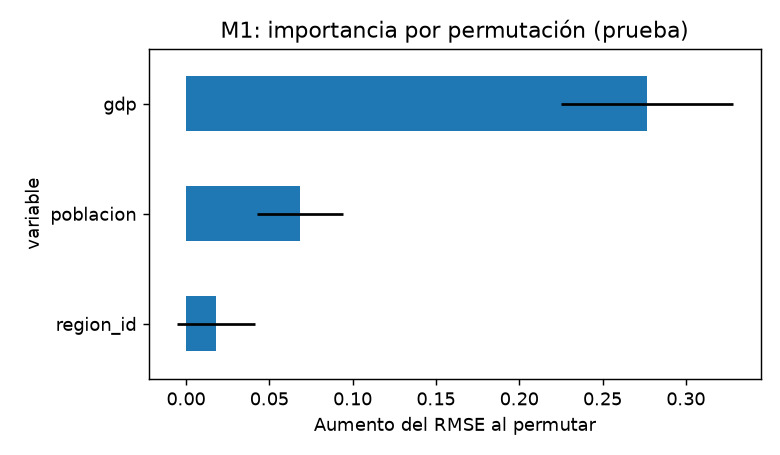 M1: importancia por permutación (prueba)
variable
gdp
poblacion
region_id
0.00 0.05 0.10 0.15 0.20 0.25 0.30
Aumento del RMSE al permutar